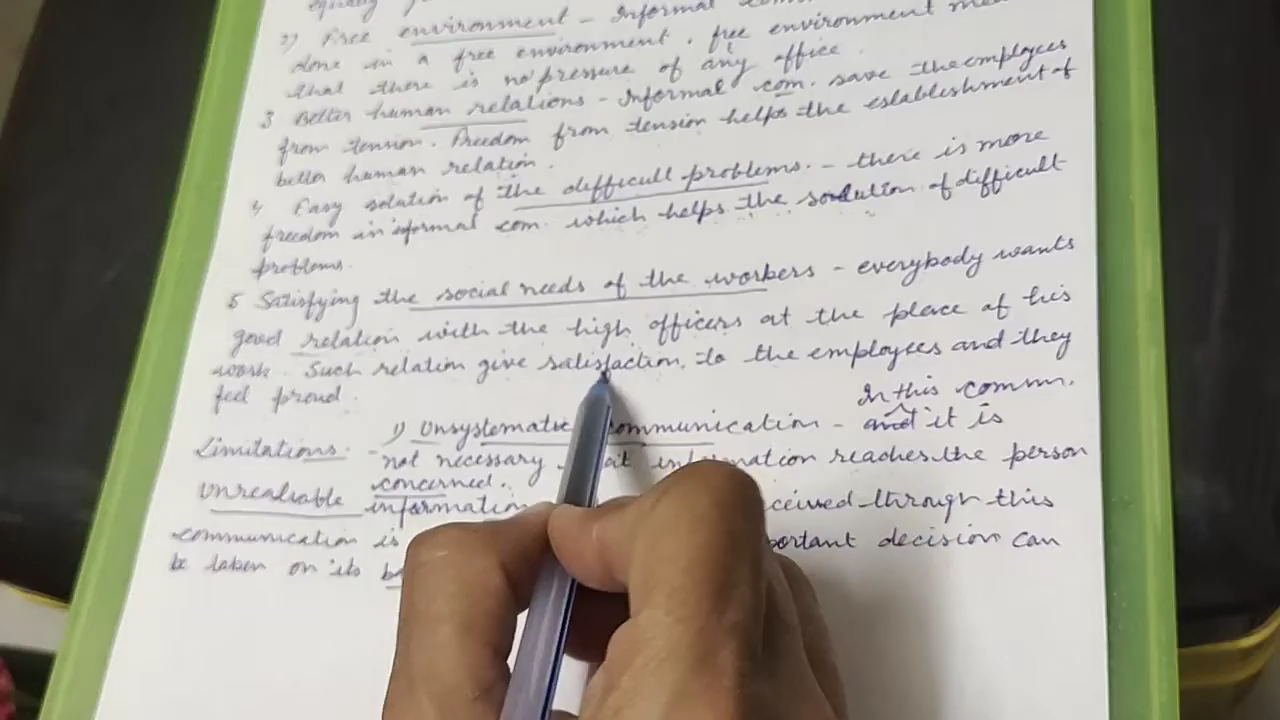 2) Free environment - Informal
done in a free environment. free environment
that there is no pressure of any office.
3 Better human relations - Informal com. save the employees
from tension. Freedom from tension helps the establishment of
better human relation.
4, Easy solution of the difficult problems. - there is more
freedom in informal com. which helps the solution of difficult
problems.
5 Satisfying the social needs of the workers - everybody wants
good relation with the high officers at the place of his
work. Such relation give satisfaction. to the employees and they
feel proud.
In this comm.
Limitations. - 1) Unsystematic communication - and it is
not necessary information reaches the person
concerned.
Unrealiable information through this
communication is decision can
be taken on its